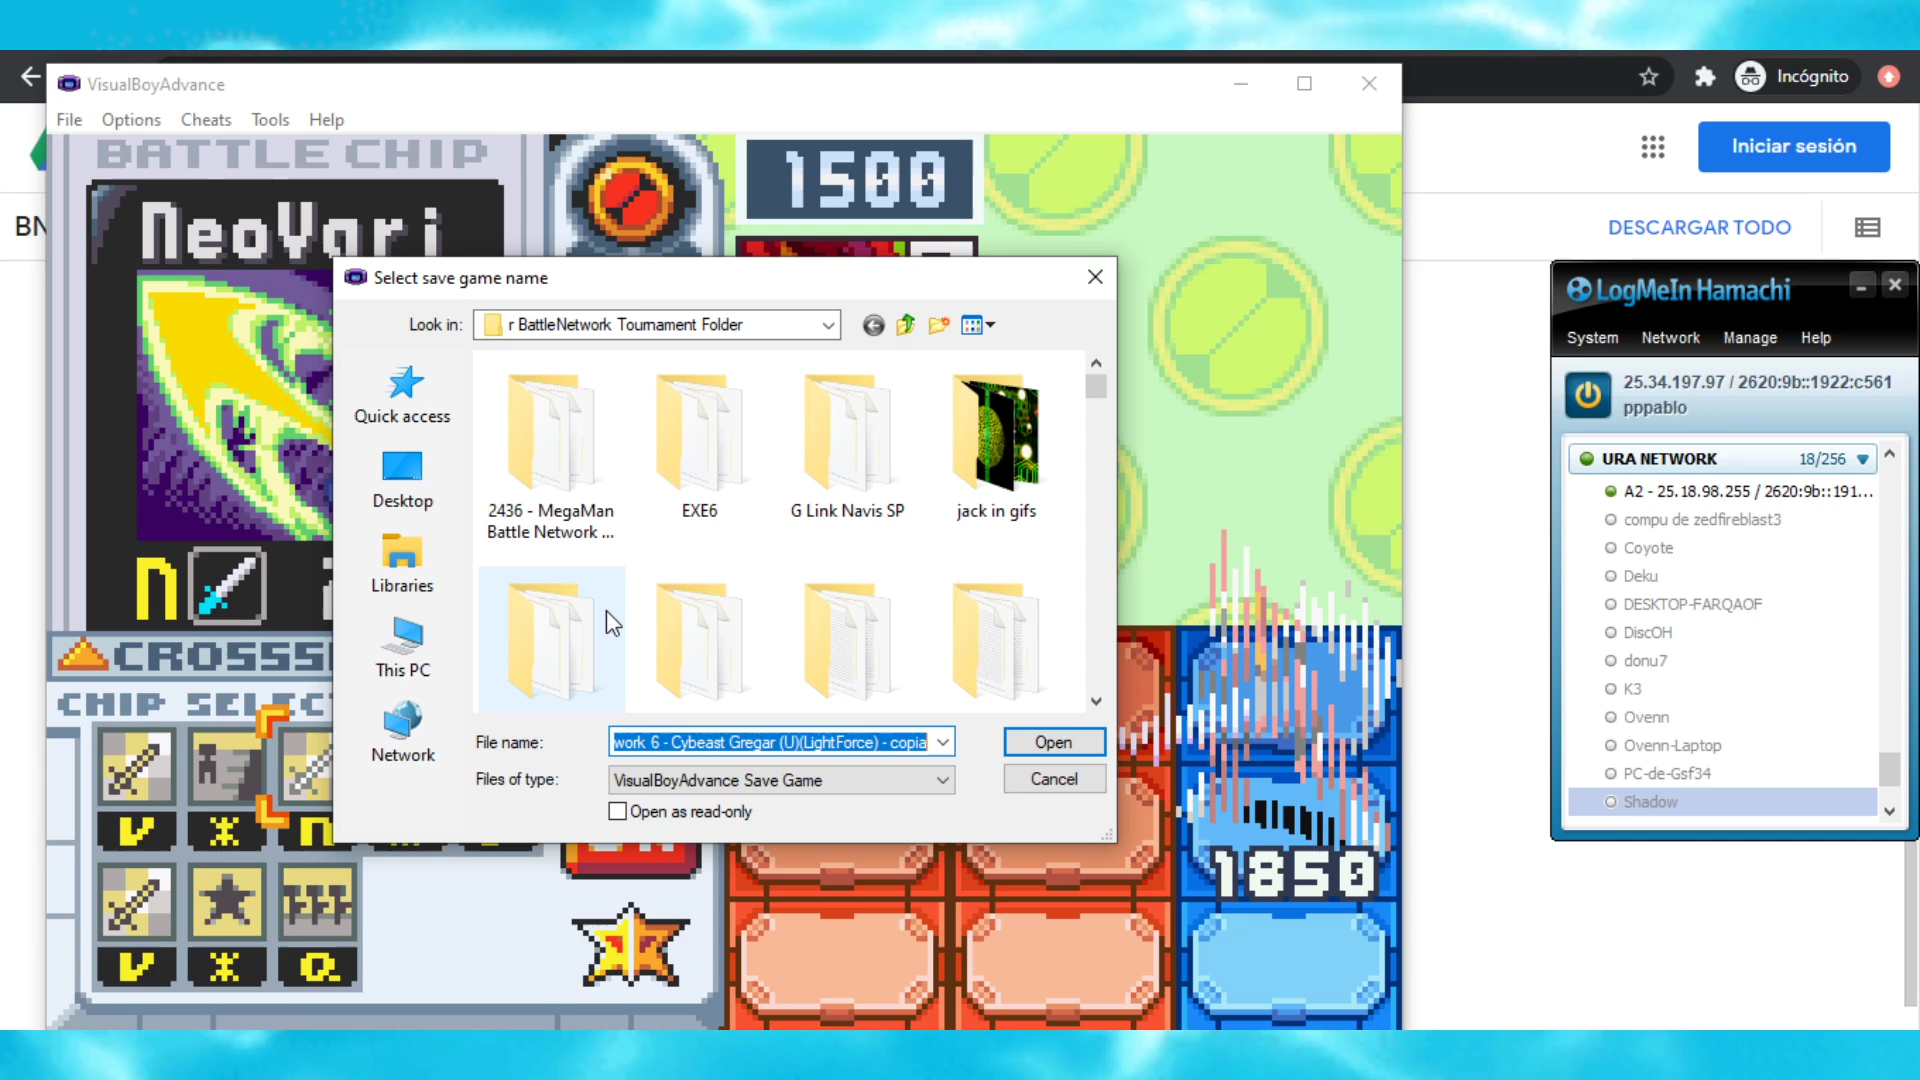 Incógnito
VisualBoyAdvance
File Options Cheats Tools Help
BATTLE CHIP
1500
Iniciar sesión
NeoVari
BN
DESCARGAR TODO
Select save game name
Look in: r BattleNetwork Tournament Folder
Quick access
Desktop
Libraries
This PC
Network
2436 - MegaMan
Battle Network ...
EXE6
G Link Navis SP
jack in gifs
File name: work 6 - Cybeast Gregar (U)(LightForce) - copia
Open
Files of type: VisualBoyAdvance Save Game
Cancel
Open as read-only
N
CROSSS
CHIP SELEC
V X N
V X Q
1850
LogMeIn Hamachi
System Network Manage Help
25.34.197.97 / 2620:9b::1922:c561
pppablo
URA NETWORK 18/256
A2 - 25.18.98.255 / 2620:9b::191...
compu de zedfireblast3
Coyote
Deku
DESKTOP-FARQAOF
DiscOH
donu7
K3
Ovenn
Ovenn-Laptop
PC-de-Gsf34
Shadow